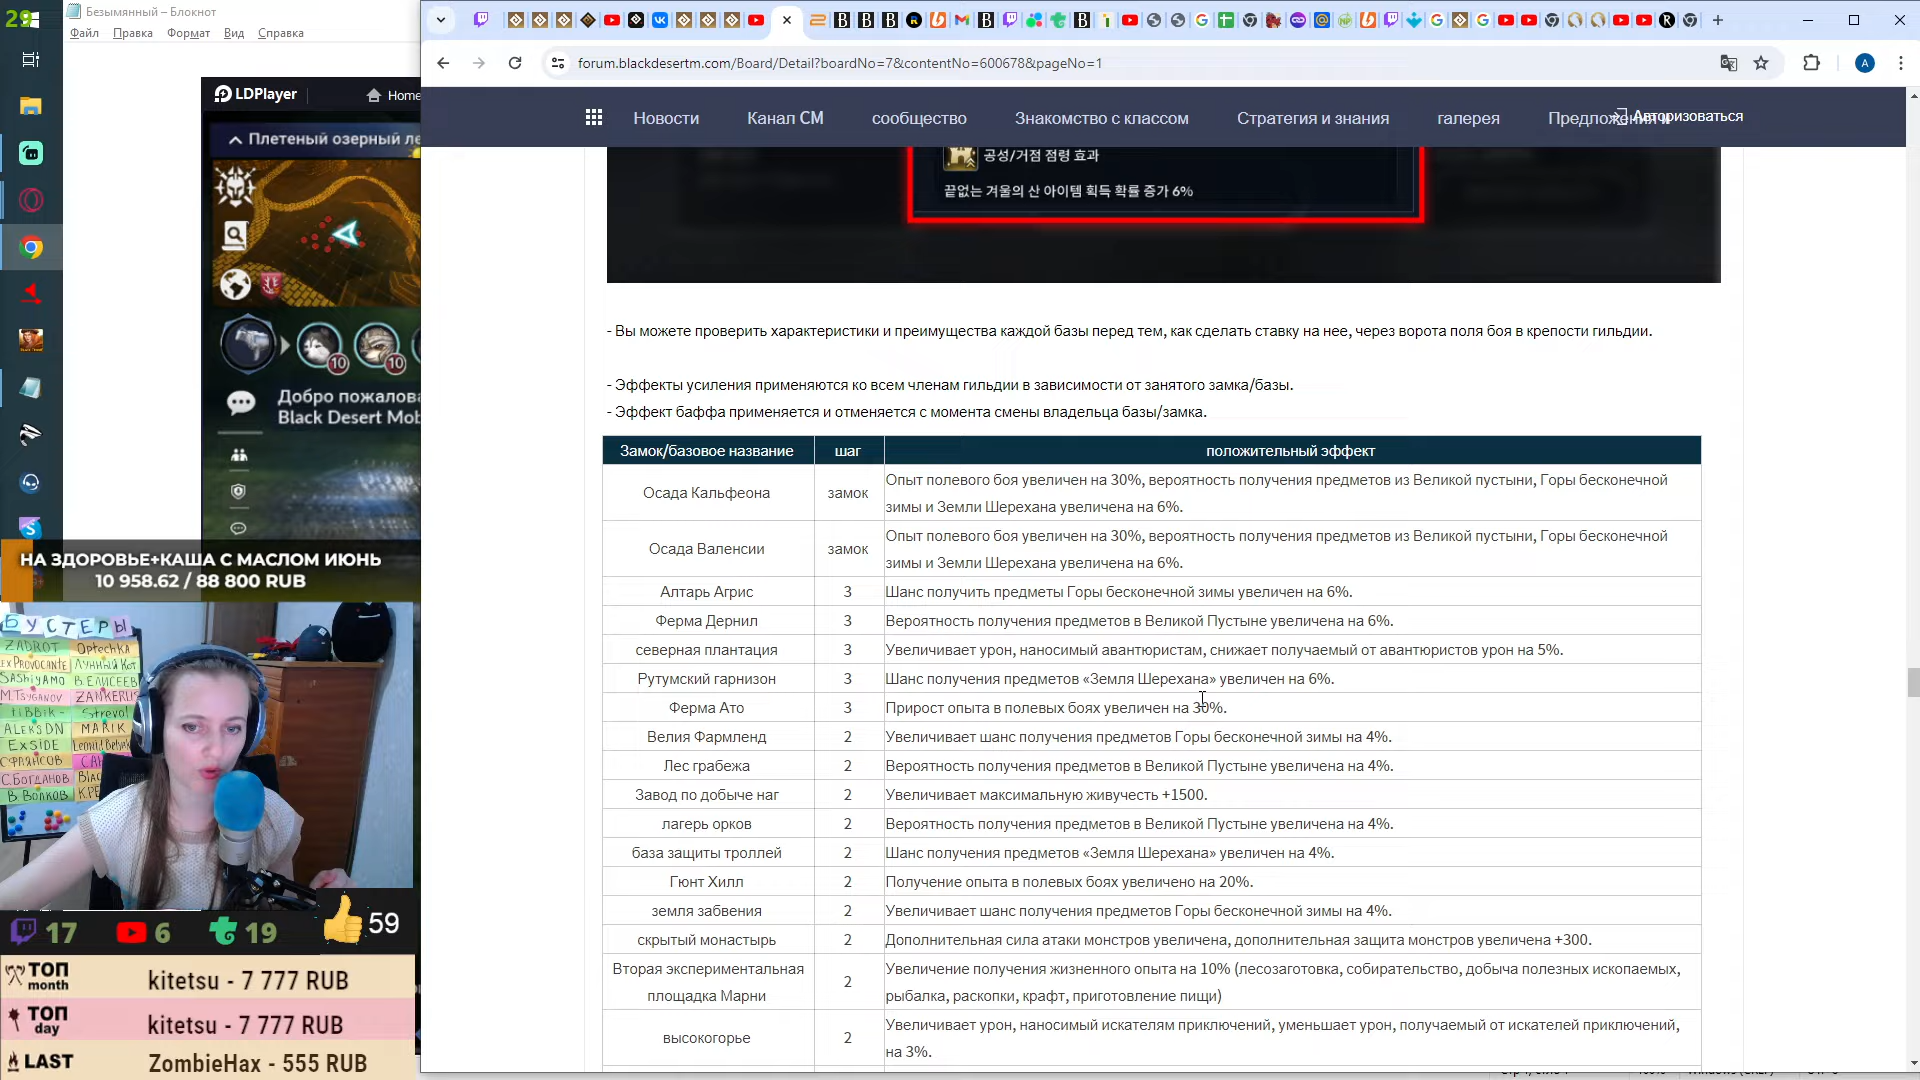 29
Безымянный – Блокнот
Файл Правка Формат Вид Справка
LDPlayer
Home
Плетеный озерный ле
10
10
Добро пожалова
Black Desert Mob
НА ЗДОРОВЬЕ+КАША С МАСЛОМ ИЮНЬ
10 958.62 / 88 800 RUB
БУСТЕРЫ
ZADROT Optechka
Лунный Кот
SAShiyAMO В.ЕЛИСЕЕВ
M.TSYGANOV ZANKERUS
Strevol
ALEKSDN MARIK
EXSIDE
С.БОГДАНОВ
В ВОЛКОВ
17 6 19 59
ТОП month kitetsu - 7 777 RUB
ТОП day kitetsu - 7 777 RUB
LAST ZombieHax - 555 RUB
forum.blackdesertm.com/Board/Detail?boardNo=7&contentNo=600678&pageNo=1
A
Новости Канал CM сообщество Знакомство с классом Стратегия и знания галерея Предложения и Авторизоваться
공성/거점 점령 효과
끝없는 겨울의 산 아이템 획득 확률 증가 6%
- Вы можете проверить характеристики и преимущества каждой базы перед тем, как сделать ставку на нее, через ворота поля боя в крепости гильдии.
- Эффекты усиления применяются ко всем членам гильдии в зависимости от занятого замка/базы.
- Эффект баффа применяется и отменяется с момента смены владельца базы/замка.
Замок/базовое название шаг положительный эффект
Осада Кальфеона замок Опыт полевого боя увеличен на 30%, вероятность получения предметов из Великой пустыни, Горы бесконечной
зимы и Земли Шерехана увеличена на 6%.
Осада Валенсии замок Опыт полевого боя увеличен на 30%, вероятность получения предметов из Великой пустыни, Горы бесконечной
зимы и Земли Шерехана увеличена на 6%.
Алтарь Агрис 3 Шанс получить предметы Горы бесконечной зимы увеличен на 6%.
Ферма Дернил 3 Вероятность получения предметов в Великой Пустыне увеличена на 6%.
северная плантация 3 Увеличивает урон, наносимый авантюристам, снижает получаемый от авантюристов урон на 5%.
Рутумский гарнизон 3 Шанс получения предметов «Земля Шерехана» увеличен на 6%.
Ферма Ато 3 Прирост опыта в полевых боях увеличен на 30%.
Велия Фармленд 2 Увеличивает шанс получения предметов Горы бесконечной зимы на 4%.
Лес грабежа 2 Вероятность получения предметов в Великой Пустыне увеличена на 4%.
Завод по добыче наг 2 Увеличивает максимальную живучесть +1500.
лагерь орков 2 Вероятность получения предметов в Великой Пустыне увеличена на 4%.
база защиты троллей 2 Шанс получения предметов «Земля Шерехана» увеличен на 4%.
Гюнт Хилл 2 Получение опыта в полевых боях увеличено на 20%.
земля забвения 2 Увеличивает шанс получения предметов Горы бесконечной зимы на 4%.
скрытый монастырь 2 Дополнительная сила атаки монстров увеличена, дополнительная защита монстров увеличена +300.
Вторая экспериментальная площадка Марни 2 Увеличение получения жизненного опыта на 10% (лесозаготовка, собирательство, добыча полезных ископаемых,
рыбалка, раскопки, крафт, приготовление пищи)
высокогорье 2 Увеличивает урон, наносимый искателям приключений, уменьшает урон, получаемый от искателей приключений,
на 3%.